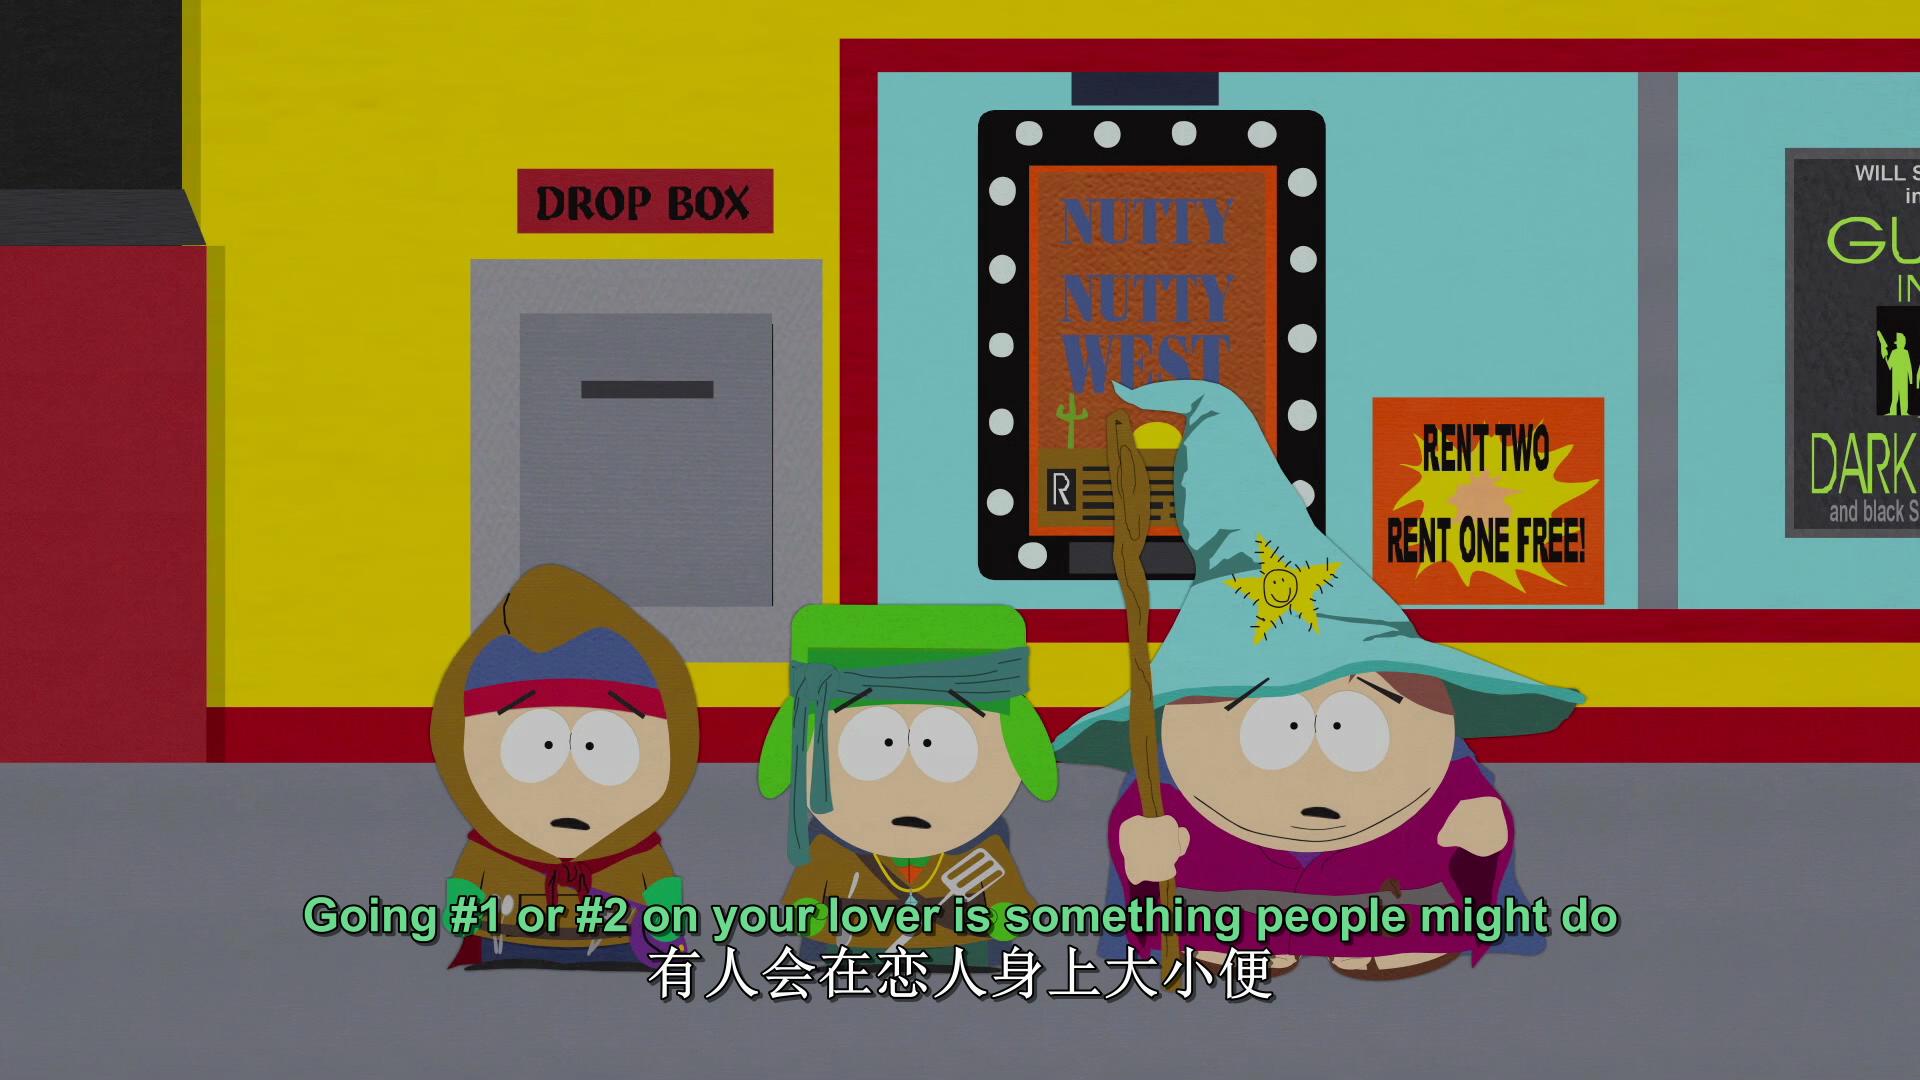 DROP BOX
NUTTY
NUTTY
WEST
R
RENT TWO
RENT ONE FREE!
WILL S
in
GU
IN
DARK
and black S
Going #1 or #2 on your lover is something people might do
有人会在恋人身上大小便